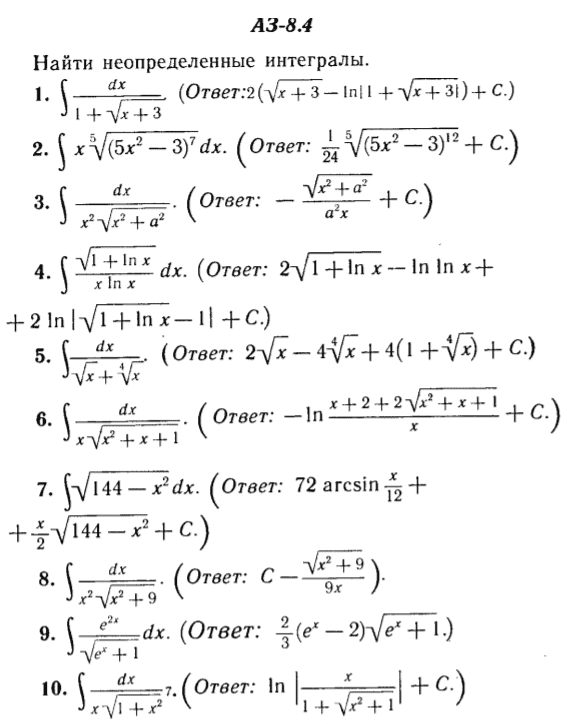 АЗ-8.4
Найти неопределенные интегралы.
1. ∫ dx/(1 + √(x + 3)). (Ответ:2(√(x + 3) − ln|1 + √(x + 3)|) + C.)
2. ∫ x ⁵√((5x² − 3)⁷) dx. (Ответ: 1/24 ⁵√((5x² − 3)¹²) + C.)
3. ∫ dx/(x²√(x² + a²)). (Ответ: − √(x² + a²)/(a²x) + C.)
4. ∫ √(1 + ln x)/(x ln x) dx. (Ответ: 2√(1 + ln x) − ln ln x +
+ 2 ln |√(1 + ln x) − 1| + C.)
5. ∫ dx/(√x + ⁴√x). (Ответ: 2√x − 4⁴√x + 4(1 + ⁴√x) + C.)
6. ∫ dx/(x√(x² + x + 1)). (Ответ: −ln (x + 2 + 2√(x² + x + 1))/x + C.)
7. ∫√(144 − x²) dx. (Ответ: 72 arcsin x/12 +
+ x/2 √(144 − x²) + C.)
8. ∫ dx/(x²√(x² + 9)). (Ответ: C − √(x² + 9)/(9x)).
9. ∫ e²ˣ/√(eˣ + 1) dx. (Ответ: 2/3 (eˣ − 2)√(eˣ + 1).)
10. ∫ dx/(x√(1 + x²)) 7. (Ответ: ln |x/(1 + √(x² + 1))| + C.)